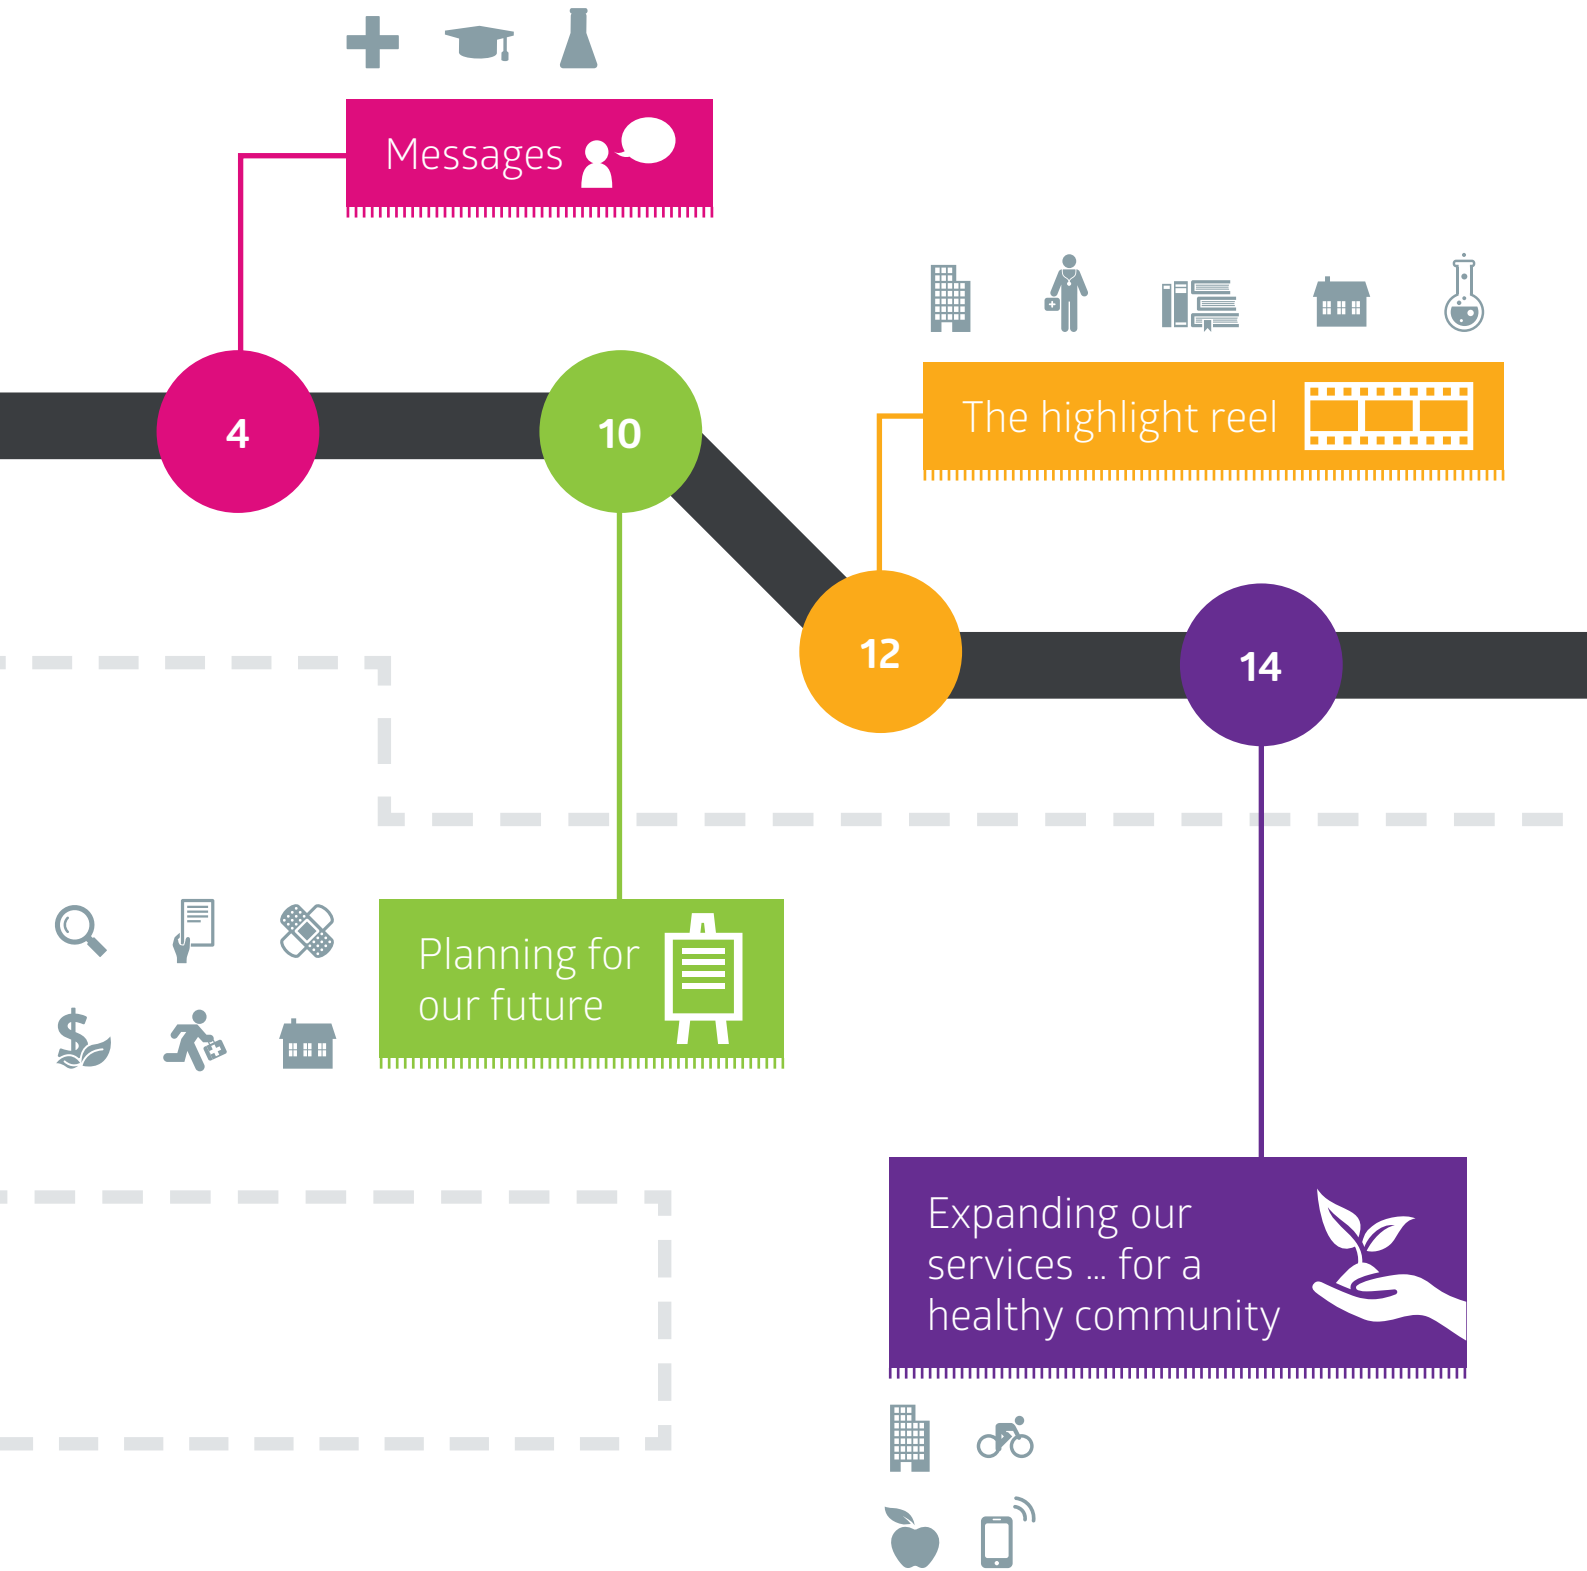 Messages
4
10
The highlight reel
12
14
Planning for
our future
Expanding our
services ... for a
healthy community